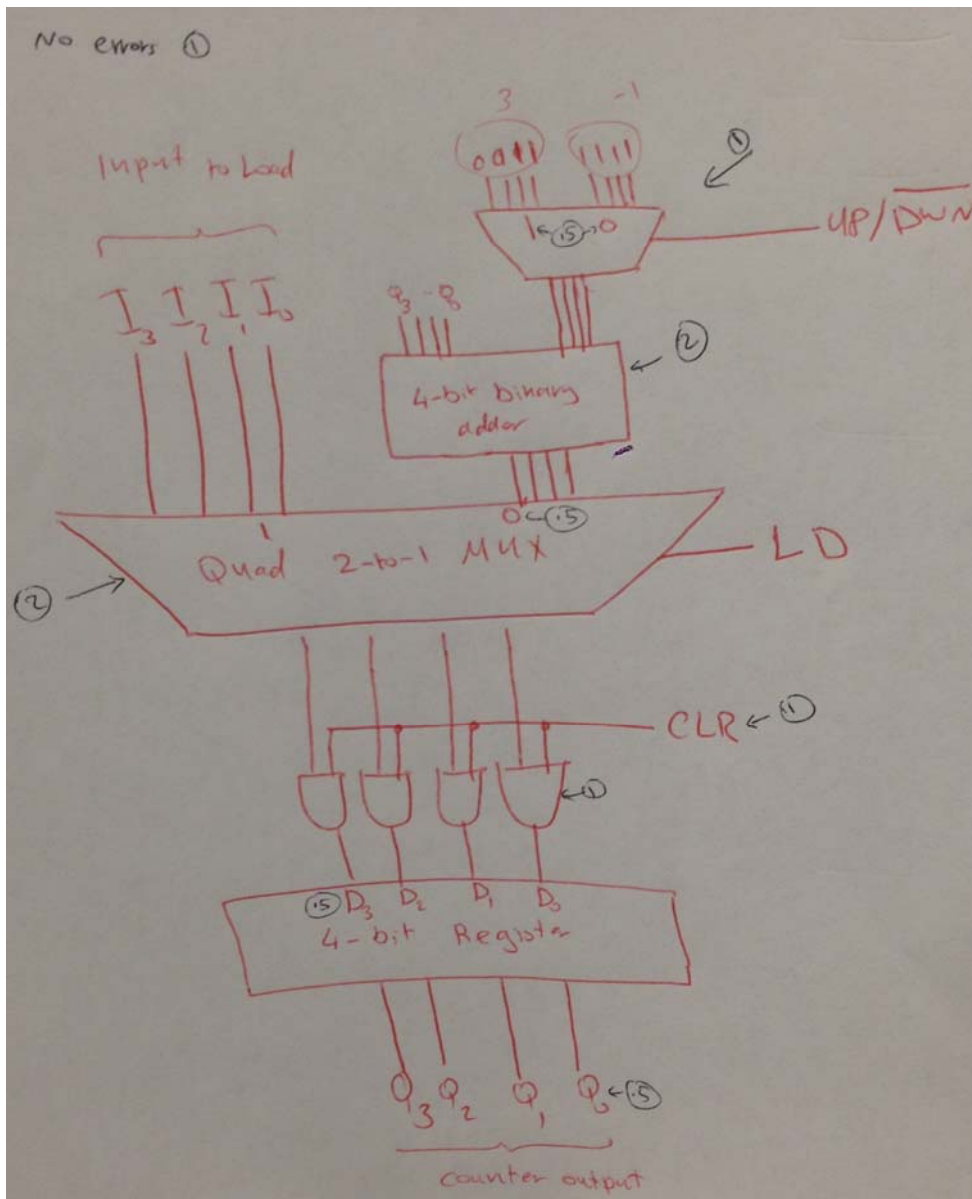 No errors ①
3 -1
0011 1111
①
Input to Load
1 ←(.5)→ 0
UP/D̅W̅N̅
I₃ I₂ I₁ I₀
Q₃-Q₀
②
4-bit binary
adder
1
0←(.5)
Quad 2-to-1 MUX
LD
②
CLR ← ①
←①
(.5) D₃ D₂ D₁ D₀
4-bit Register
Q₃ Q₂ Q₁ Q₀ ←(.5)
counter output